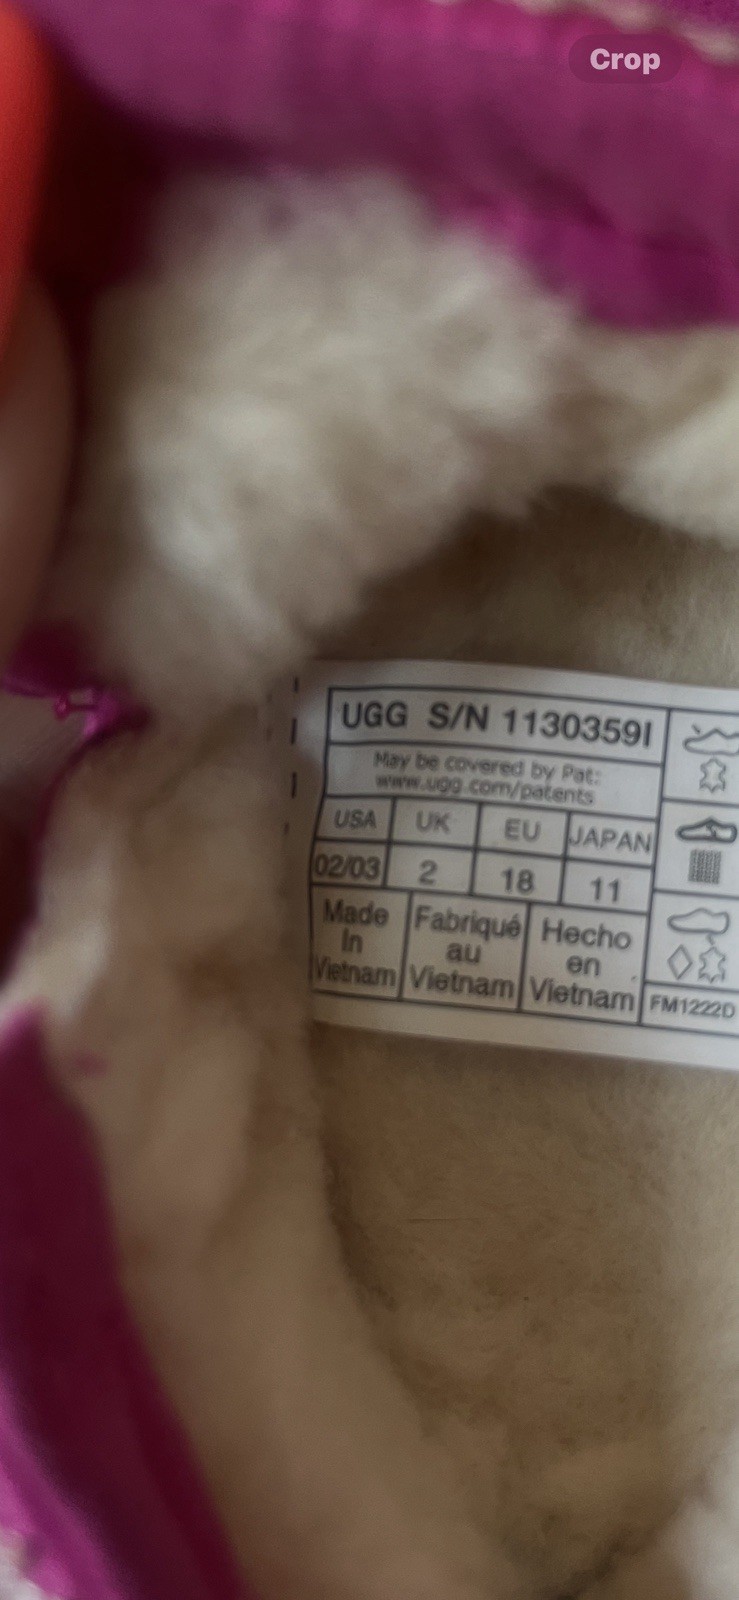 Crop
UGG S/N 1130359I
May be covered by Pat:
www.ugg.com/patents
USA UK EU JAPAN
02/03 2 18 11
Made In Vietnam
Fabriqué au Vietnam
Hecho en Vietnam
FM1222D